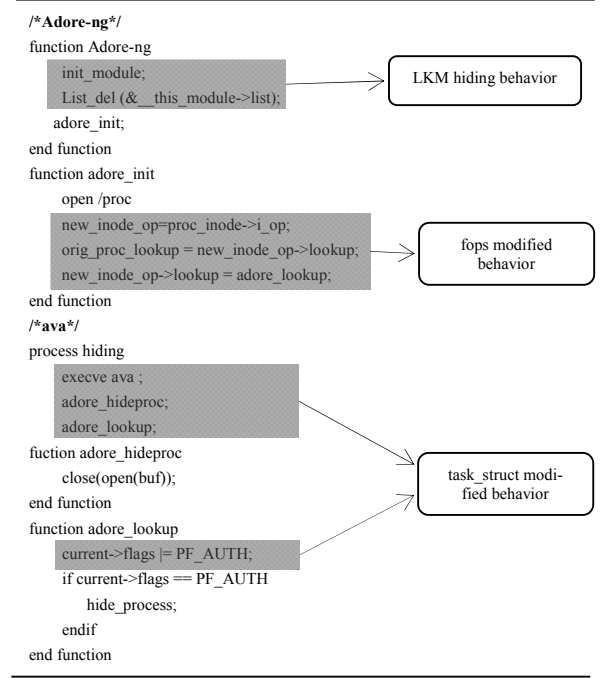 /*Adore-ng*/
function Adore-ng
init_module;
List_del (&__this_module->list);
LKM hiding behavior
adore_init;
end function
function adore_init
open /proc
new_inode_op=proc_inode->i_op;
orig_proc_lookup = new_inode_op->lookup;
new_inode_op->lookup = adore_lookup;
fops modified
behavior
end function
/*ava*/
process hiding
execve ava ;
adore_hideproc;
adore_lookup;
fuction adore_hideproc
close(open(buf));
end function
task_struct modi-
fied behavior
function adore_lookup
current->flags |= PF_AUTH;
if current->flags == PF_AUTH
hide_process;
endif
end function